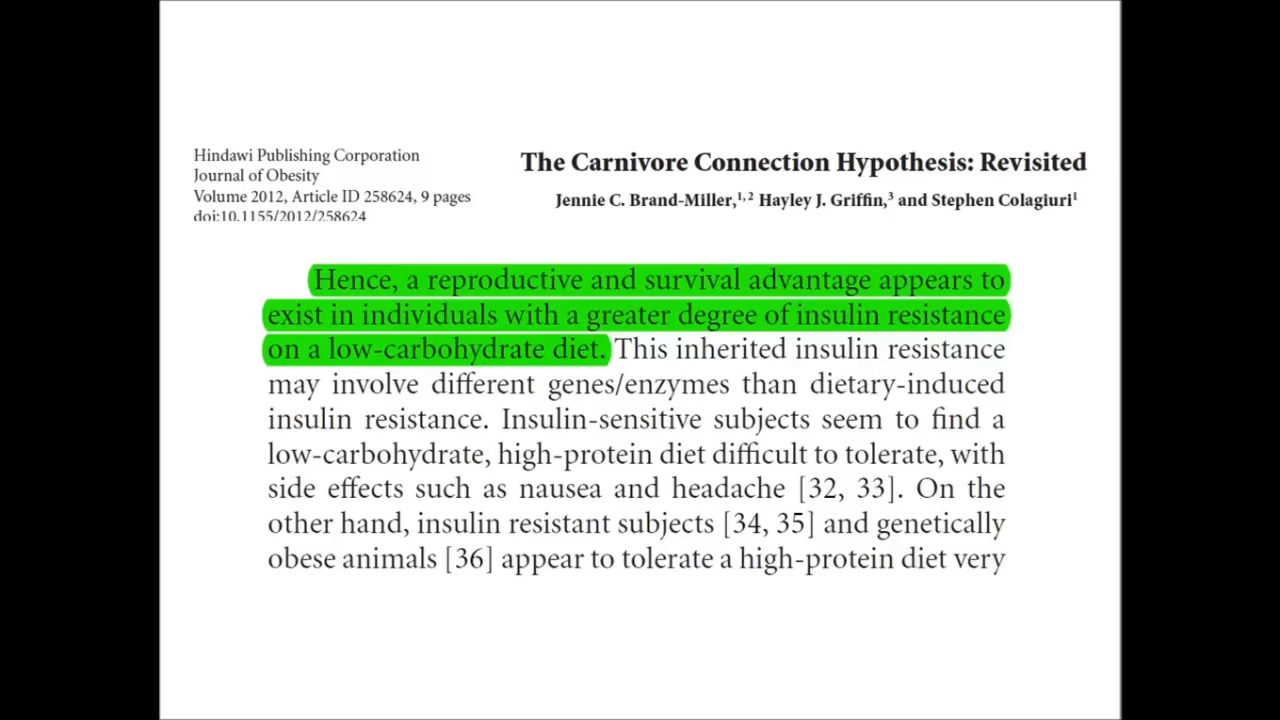 Hindawi Publishing Corporation
Journal of Obesity
Volume 2012, Article ID 258624, 9 pages
doi:10.1155/2012/258624
The Carnivore Connection Hypothesis: Revisited
Jennie C. Brand-Miller,1,2 Hayley J. Griffin,3 and Stephen Colagiuri1
Hence, a reproductive and survival advantage appears to
exist in individuals with a greater degree of insulin resistance
on a low-carbohydrate diet. This inherited insulin resistance
may involve different genes/enzymes than dietary-induced
insulin resistance. Insulin-sensitive subjects seem to find a
low-carbohydrate, high-protein diet difficult to tolerate, with
side effects such as nausea and headache [32, 33]. On the
other hand, insulin resistant subjects [34, 35] and genetically
obese animals [36] appear to tolerate a high-protein diet very